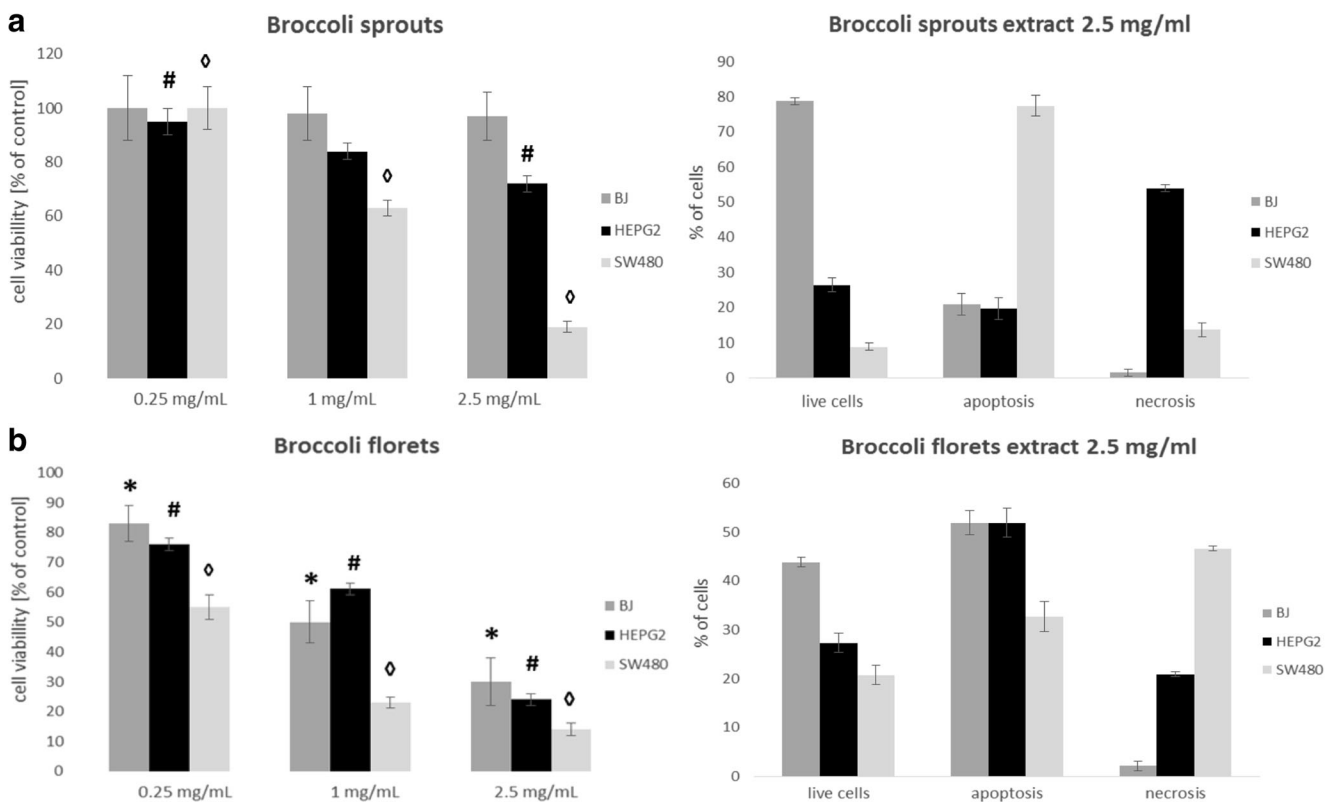 a
Broccoli sprouts
cell viabillity [% of control]
120
100
80
60
40
20
0
# ◊
◊
#
◊
0.25 mg/mL 1 mg/mL 2.5 mg/mL
BJ
HEPG2
SW480
Broccoli sprouts extract 2.5 mg/ml
% of cells
90
80
70
60
50
40
30
20
10
0
live cells apoptosis necrosis
BJ
HEPG2
SW480
b
Broccoli florets
cell viabillity [% of control]
100
90
80
70
60
50
40
30
20
10
0
* # ◊
* # ◊
* # ◊
0.25 mg/mL 1 mg/mL 2.5 mg/mL
BJ
HEPG2
SW480
Broccoli florets extract 2.5 mg/ml
% of cells
60
50
40
30
20
10
0
live cells apoptosis necrosis
BJ
HEPG2
SW480